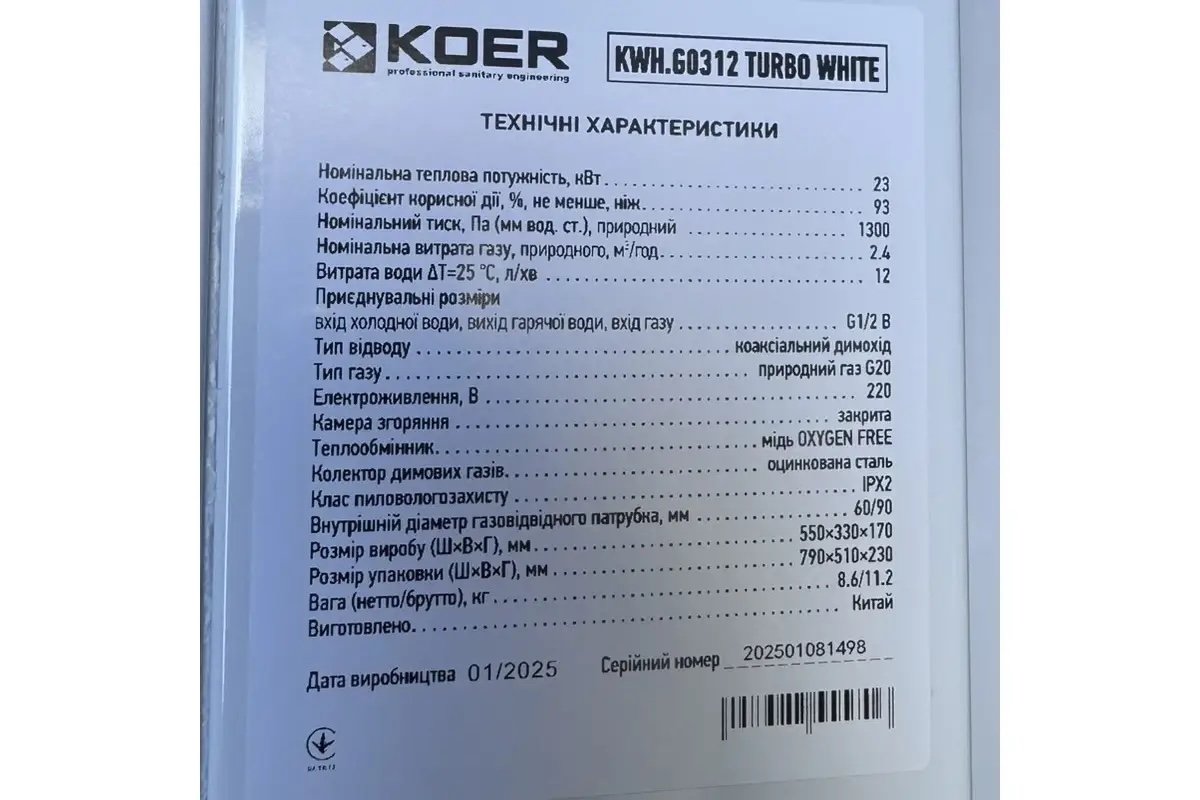 KOER
professional sanitary engineering
KWH.G0312 TURBO WHITE
ТЕХНІЧНІ ХАРАКТЕРИСТИКИ
Номінальна теплова потужність, кВт 23
Коефіцієнт корисної дії, %, не менше, ніж 93
Номінальний тиск, Па (мм вод. ст.), природний 1300
Номінальна витрата газу, природного, м³/год 2.4
Витрата води ΔТ=25 °С, л/хв 12
Приєднувальні розміри
вхід холодної води, вихід гарячої води, вхід газу G1/2 В
Тип відводу коаксіальний димохід
Тип газу природний газ G20
Електроживлення, В 220
Камера згоряння закрита
Теплообмінник мідь OXYGEN FREE
Колектор димових газів оцинкована сталь
Клас пиловологозахисту IPX2
Внутрішній діаметр газовідвідного патрубка, мм 60/90
Розмір виробу (Ш×В×Г), мм 550×330×170
Розмір упаковки (Ш×В×Г), мм 790×510×230
Вага (нетто/брутто), кг 8.6/11.2
Виготовлено Китай
Дата виробництва 01/2025 Серійний номер 202501081498